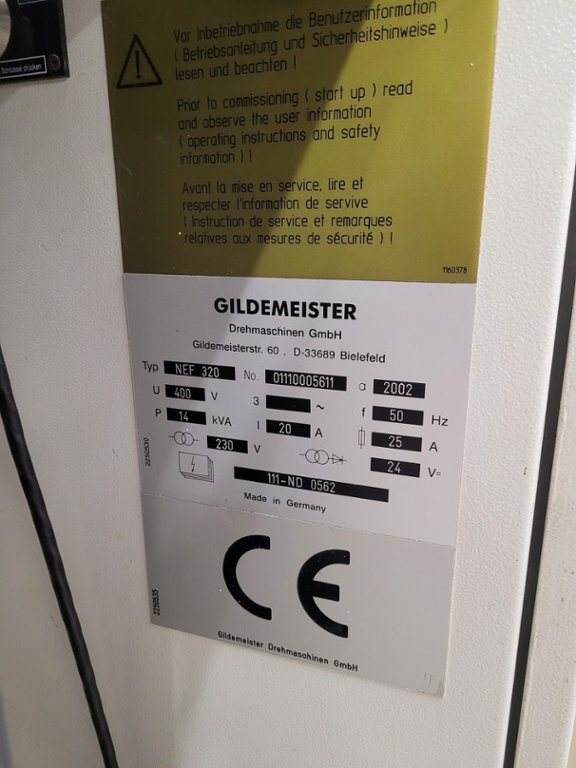 Schlüssel drücken
Vor Inbetriebnahme die Benutzerinformation
( Betriebsanleitung und Sicherheitshinweise )
lesen und beachten !
Prior to commissioning ( start up ) read
and observe the user information
( operating instructions and safety
information ) !
Avant la mise en service, lire et
respecter l'information de servive
( Instruction de service et remarques
relatives aux mesures de sécurité ) !
1160378
GILDEMEISTER
Drehmaschinen GmbH
Gildemeisterstr. 60 , D-33689 Bielefeld
Typ NEF 320 No. 01110005611 a 2002
U 400 V 3 ~ f 50 Hz
P 14 kVA I 20 A 25 A
230 V 24 V=
2250530
111-ND 0562
Made in Germany
CE
2250535
Gildemeister Drehmaschinen GmbH